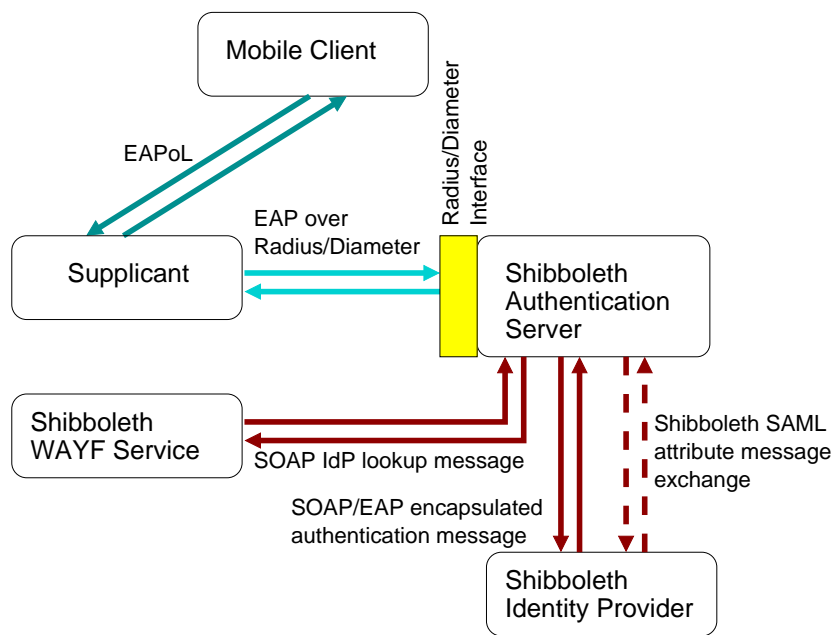 Mobile Client
EAPoL
Radius/Diameter
Interface
EAP over
Radius/Diameter
Supplicant
Shibboleth
Authentication
Server
Shibboleth
WAYF Service
SOAP IdP lookup message
Shibboleth SAML
attribute message
exchange
SOAP/EAP encapsulated
authentication message
Shibboleth
Identity Provider